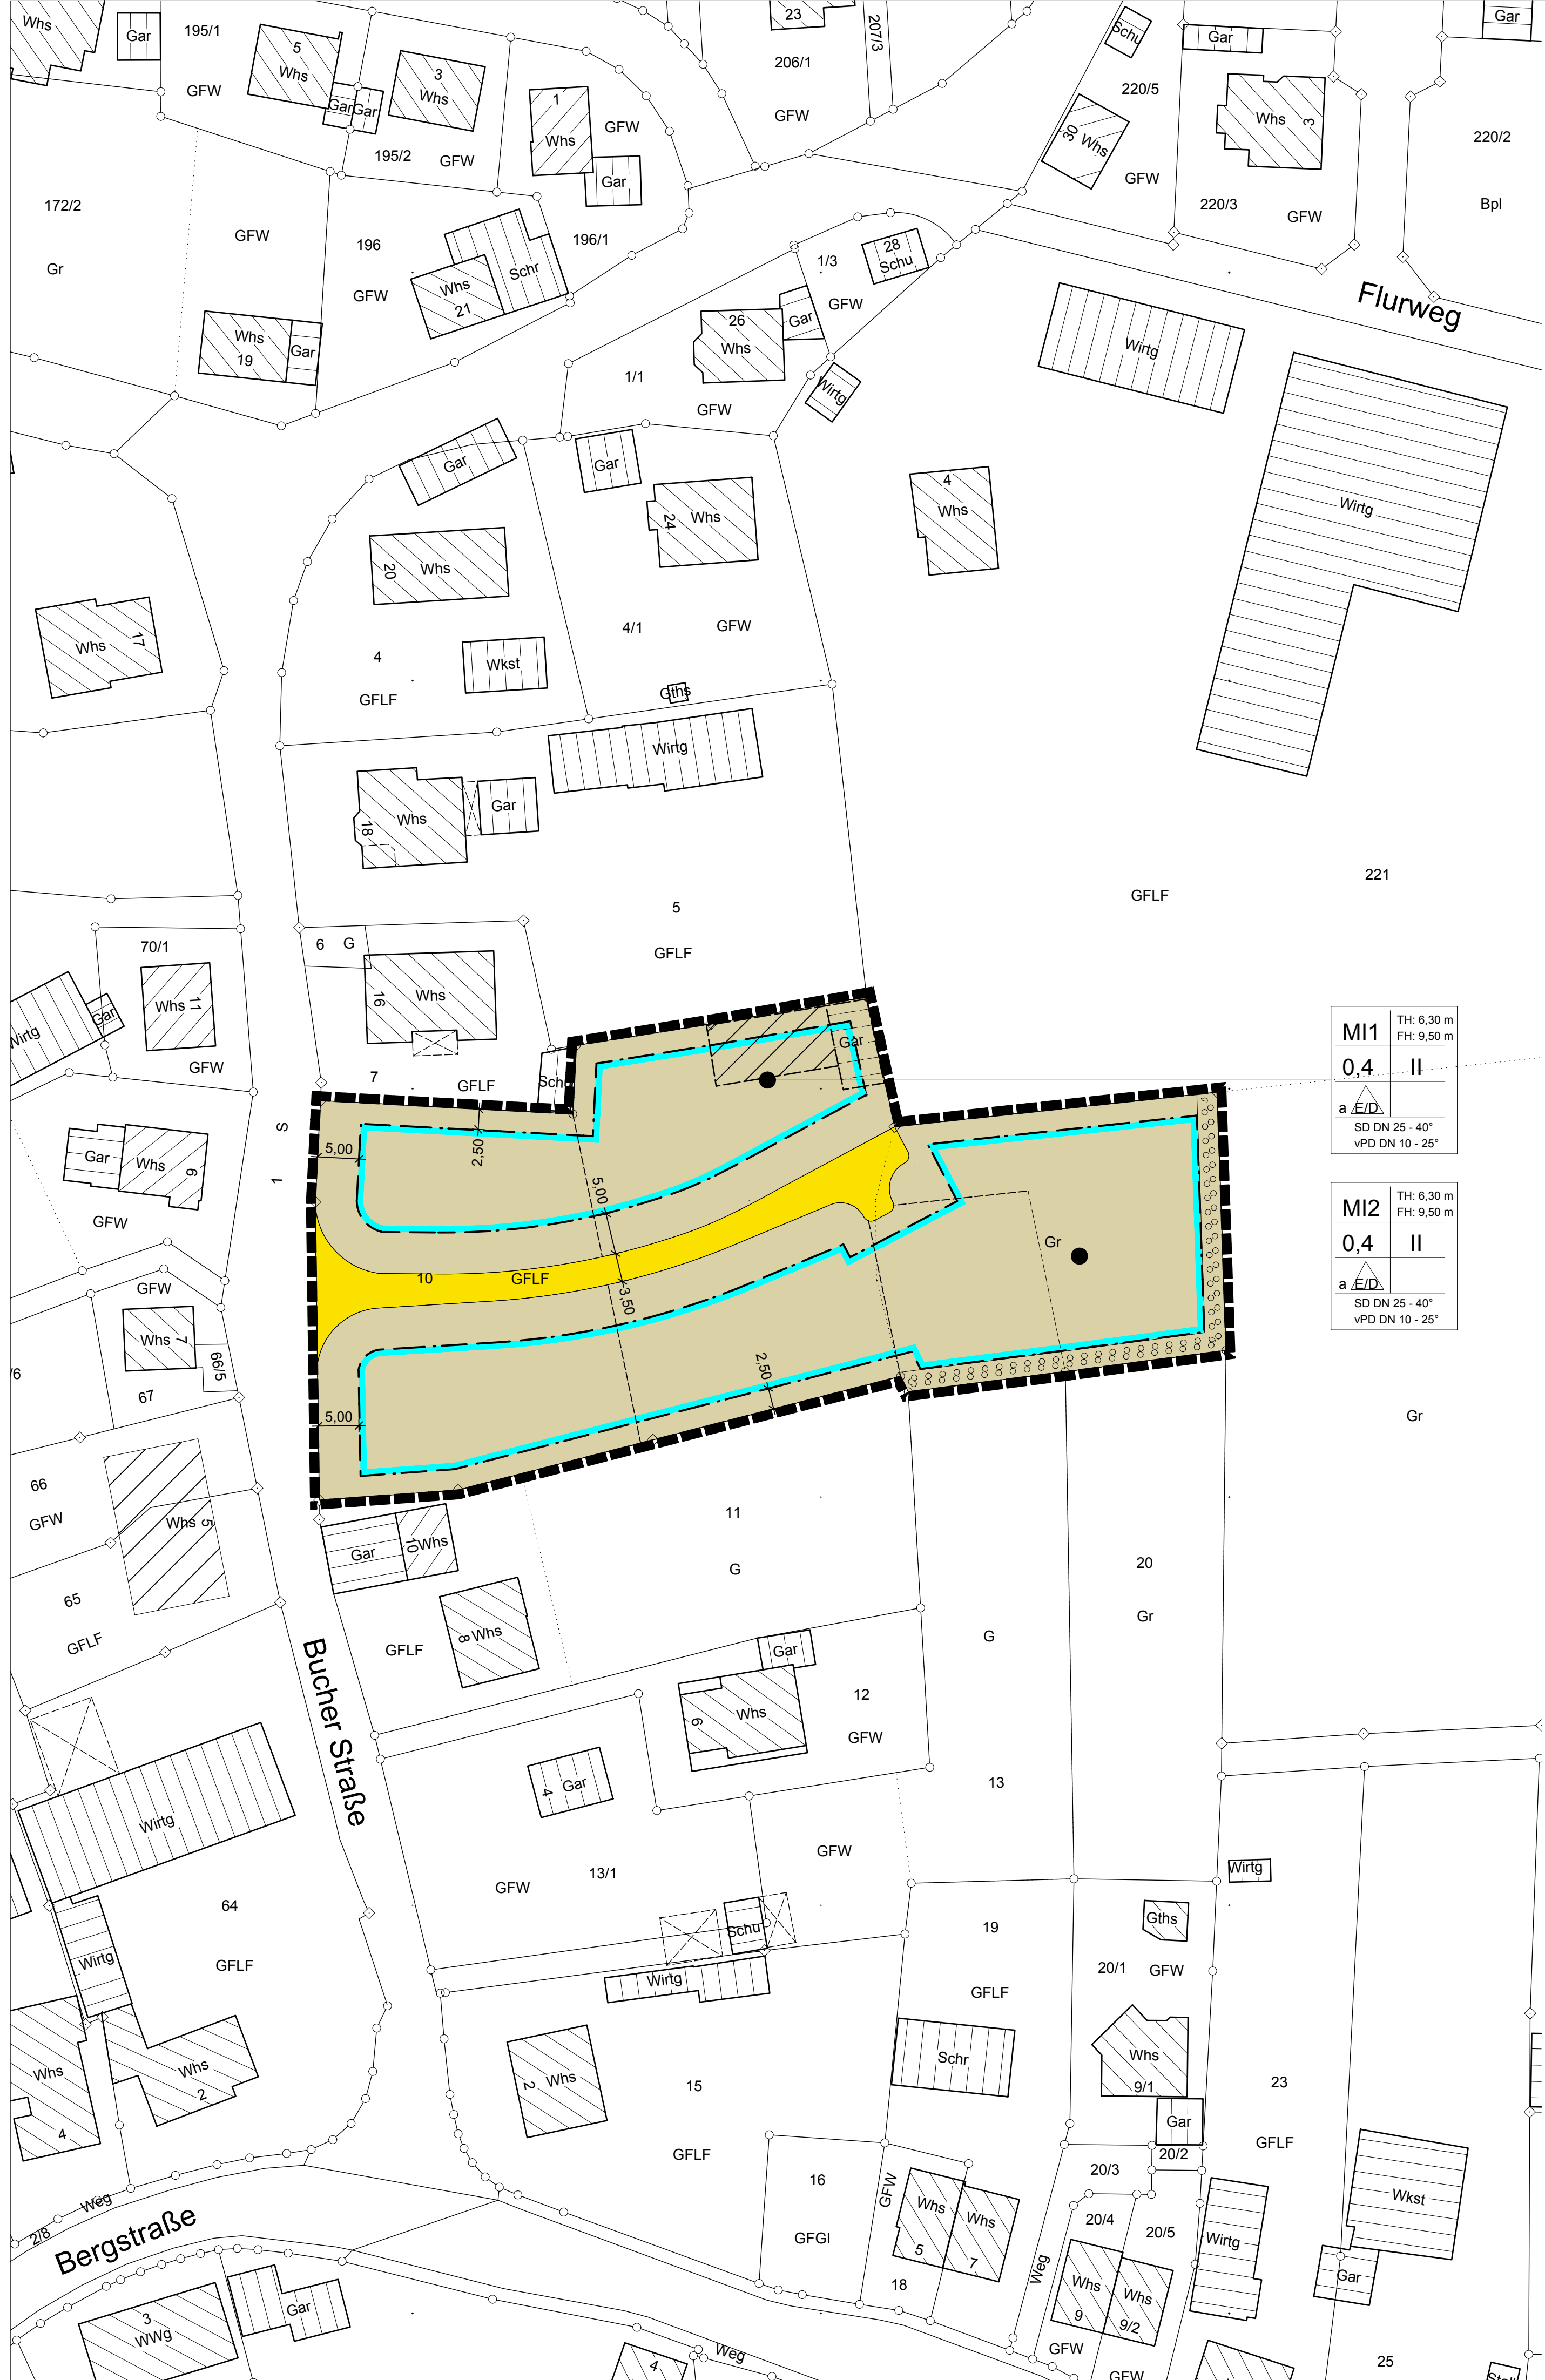 Whs
Gar
195/1
GFW
5
Whs
Gar
Gar
3
Whs
195/2
GFW
1
Whs
GFW
Gar
23
206/1
GFW
207/3
Schu
Gar
220/5
30
Whs
GFW
Whs
3
220/3
GFW
Gar
220/2
Bpl
172/2
Gr
GFW
196
GFW
Whs
21
Schr
196/1
Whs
19
Gar
1/3
28
Schu
GFW
26
Whs
Gar
1/1
GFW
Wirtg
Wirtg
Flurweg
Wirtg
Gar
Gar
24
Whs
4
Whs
20
Whs
4/1
GFW
4
GFLF
Wkst
Gths
Whs
17
Wirtg
Whs
18
Gar
5
GFLF
221
GFLF
6
G
16
Whs
7
GFLF
Sch
70/1
Whs
11
GFW
Wirtg
Gar
Gar
MI1
TH: 6,30 m
FH: 9,50 m
0,4
II
a
E/D
SD DN 25 - 40°
vPD DN 10 - 25°
MI2
TH: 6,30 m
FH: 9,50 m
0,4
II
a
E/D
SD DN 25 - 40°
vPD DN 10 - 25°
S
1
5,00
2,50
5,00
3,50
2,50
5,00
10
GFLF
Gr
Gar
Whs
9
GFW
GFW
Whs
7
66/5
67
/6
66
GFW
Whs
5
65
GFLF
Gr
Gar
10
Whs
11
G
8
Whs
GFLF
Bucher Straße
Gar
6
Whs
12
GFW
G
20
Gr
13
4
Gar
GFW
13/1
GFW
Schu
Wirtg
Wirtg
64
GFLF
Wirtg
Whs
2
Whs
4
2
Whs
15
GFLF
19
GFLF
Schr
Wirtg
Gths
20/1
GFW
Whs
9/1
Gar
20/2
23
GFLF
20/3
20/4
20/5
16
GFGI
GFW
Whs
5
Whs
7
18
Weg
Whs
9
Whs
9/2
GFW
GFW
Wirtg
Wkst
Gar
25
Weg
2/8
Bergstraße
3
WWg
Gar
Weg
4